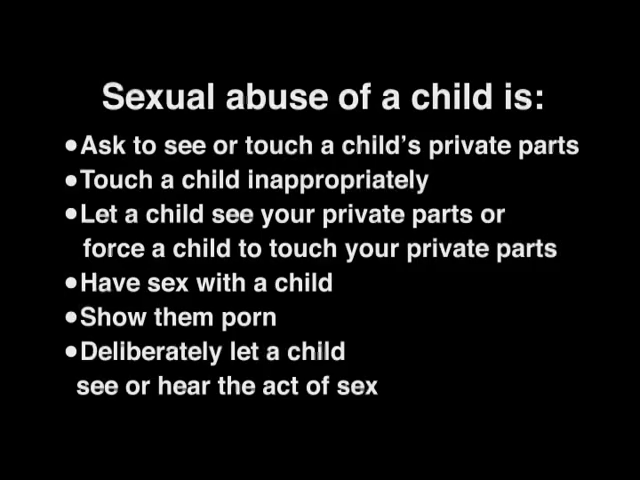 Sexual abuse of a child is:
•Ask to see or touch a child's private parts
•Touch a child inappropriately
•Let a child see your private parts or
force a child to touch your private parts
•Have sex with a child
•Show them porn
•Deliberately let a child
see or hear the act of sex